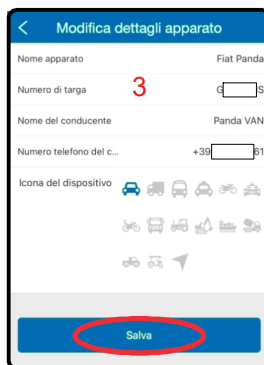 Modifica dettagli apparato
Nome apparato Fiat Panda
Numero di targa G S
3
Nome del conducente Panda VAN
Numero telefono del c... +39 61
Icona del dispositivo
Salva